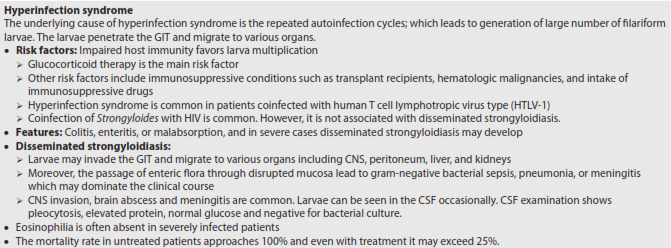 Hyperinfection syndrome
The underlying cause of hyperinfection syndrome is the repeated autoinfection cycles; which leads to generation of large number of filariform
larvae. The larvae penetrate the GIT and migrate to various organs.
• Risk factors: Impaired host immunity favors larva multiplication
➢ Glucocorticoid therapy is the main risk factor
➢ Other risk factors include immunosuppressive conditions such as transplant recipients, hematologic malignancies, and intake of
immunosuppressive drugs
➢ Hyperinfection syndrome is common in patients coinfected with human T cell lymphotropic virus type (HTLV-1)
➢ Coinfection of Strongyloides with HIV is common. However, it is not associated with disseminated strongyloidiasis.
• Features: Colitis, enteritis, or malabsorption, and in severe cases disseminated strongyloidiasis may develop
• Disseminated strongyloidiasis:
➢ Larvae may invade the GIT and migrate to various organs including CNS, peritoneum, liver, and kidneys
➢ Moreover, the passage of enteric flora through disrupted mucosa lead to gram-negative bacterial sepsis, pneumonia, or meningitis
which may dominate the clinical course
➢ CNS invasion, brain abscess and meningitis are common. Larvae can be seen in the CSF occasionally. CSF examination shows
pleocytosis, elevated protein, normal glucose and negative for bacterial culture.
• Eosinophilia is often absent in severely infected patients
• The mortality rate in untreated patients approaches 100% and even with treatment it may exceed 25%.